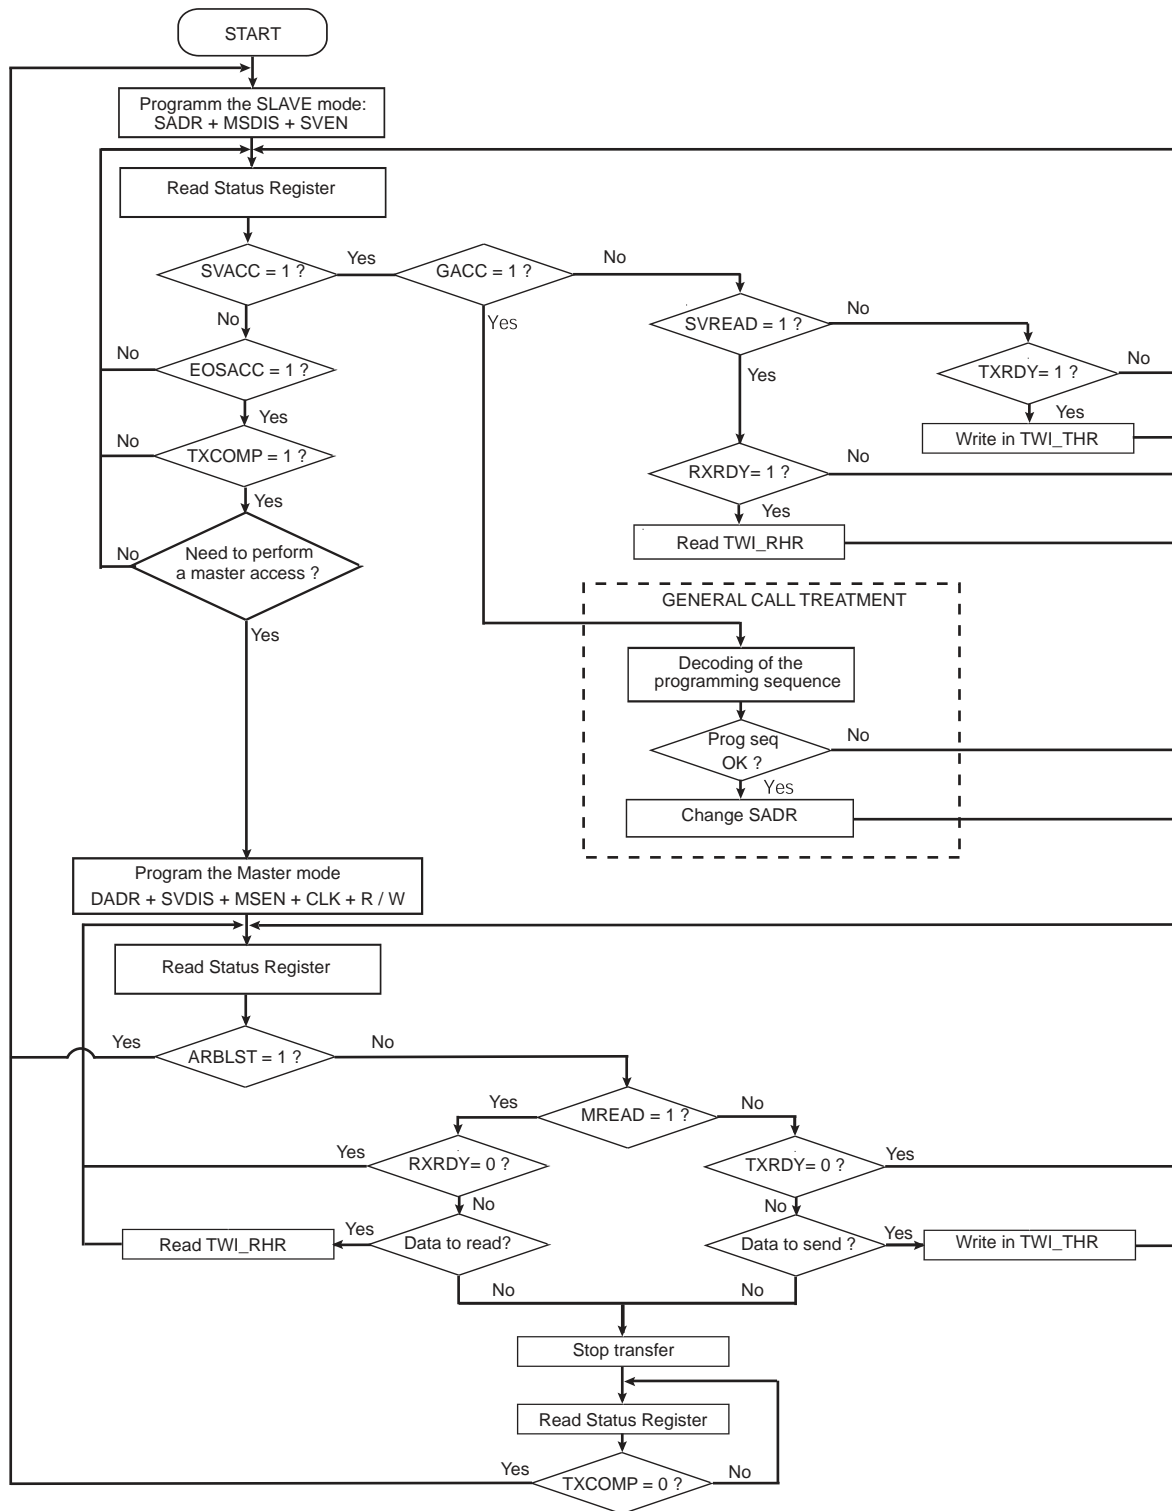 START
Programm the SLAVE mode:
SADR + MSDIS + SVEN
Read Status Register
SVACC = 1 ?
Yes
GACC = 1 ?
No
No
Yes
SVREAD = 1 ?
No
Yes
No
EOSACC = 1 ?
Yes
TXRDY= 1 ?
No
Yes
Write in TWI_THR
No
TXCOMP = 1 ?
Yes
RXRDY= 1 ?
No
Yes
Read TWI_RHR
No
Need to perform
a master access ?
Yes
GENERAL CALL TREATMENT
Decoding of the
programming sequence
Prog seq
OK ?
No
Yes
Change SADR
Program the Master mode
DADR + SVDIS + MSEN + CLK + R / W
Read Status Register
Yes
ARBLST = 1 ?
No
Yes
MREAD = 1 ?
No
Yes
RXRDY= 0 ?
TXRDY= 0 ?
Yes
No
No
Read TWI_RHR
Yes
Data to read?
Data to send ?
Yes
Write in TWI_THR
No
No
Stop transfer
Read Status Register
Yes
TXCOMP = 0 ?
No